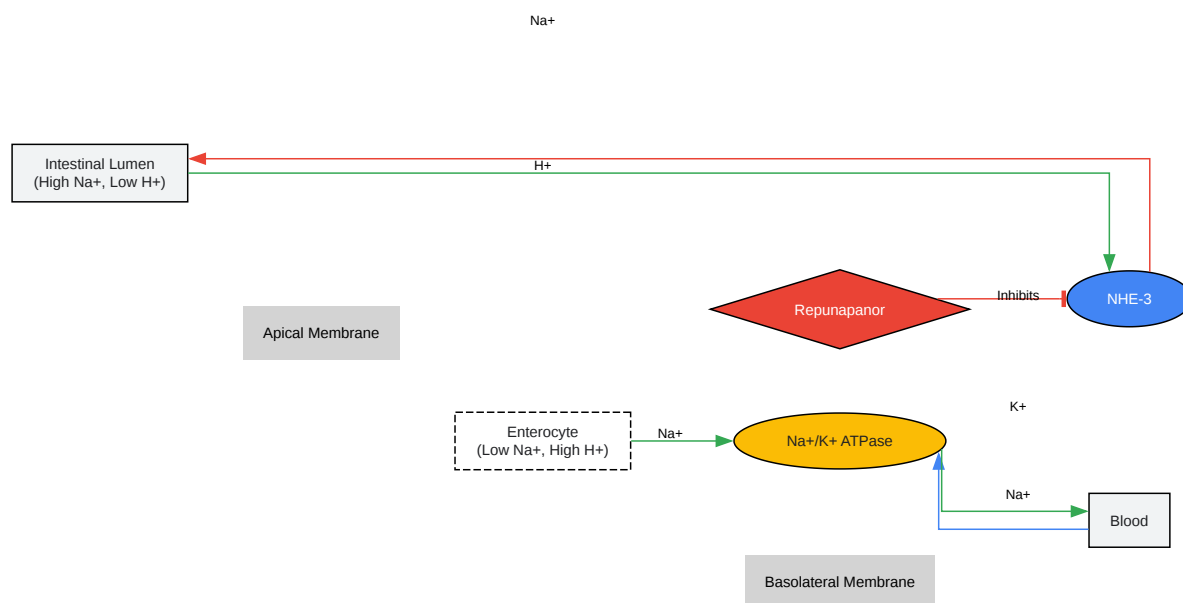 Na+
Intestinal Lumen
(High Na+, Low H+)
H+
Inhibits
NHE-3
Repunapanor
Apical Membrane
K+
Enterocyte
(Low Na+, High H+)
Na+
Na+/K+ ATPase
Na+
Blood
Basolateral Membrane